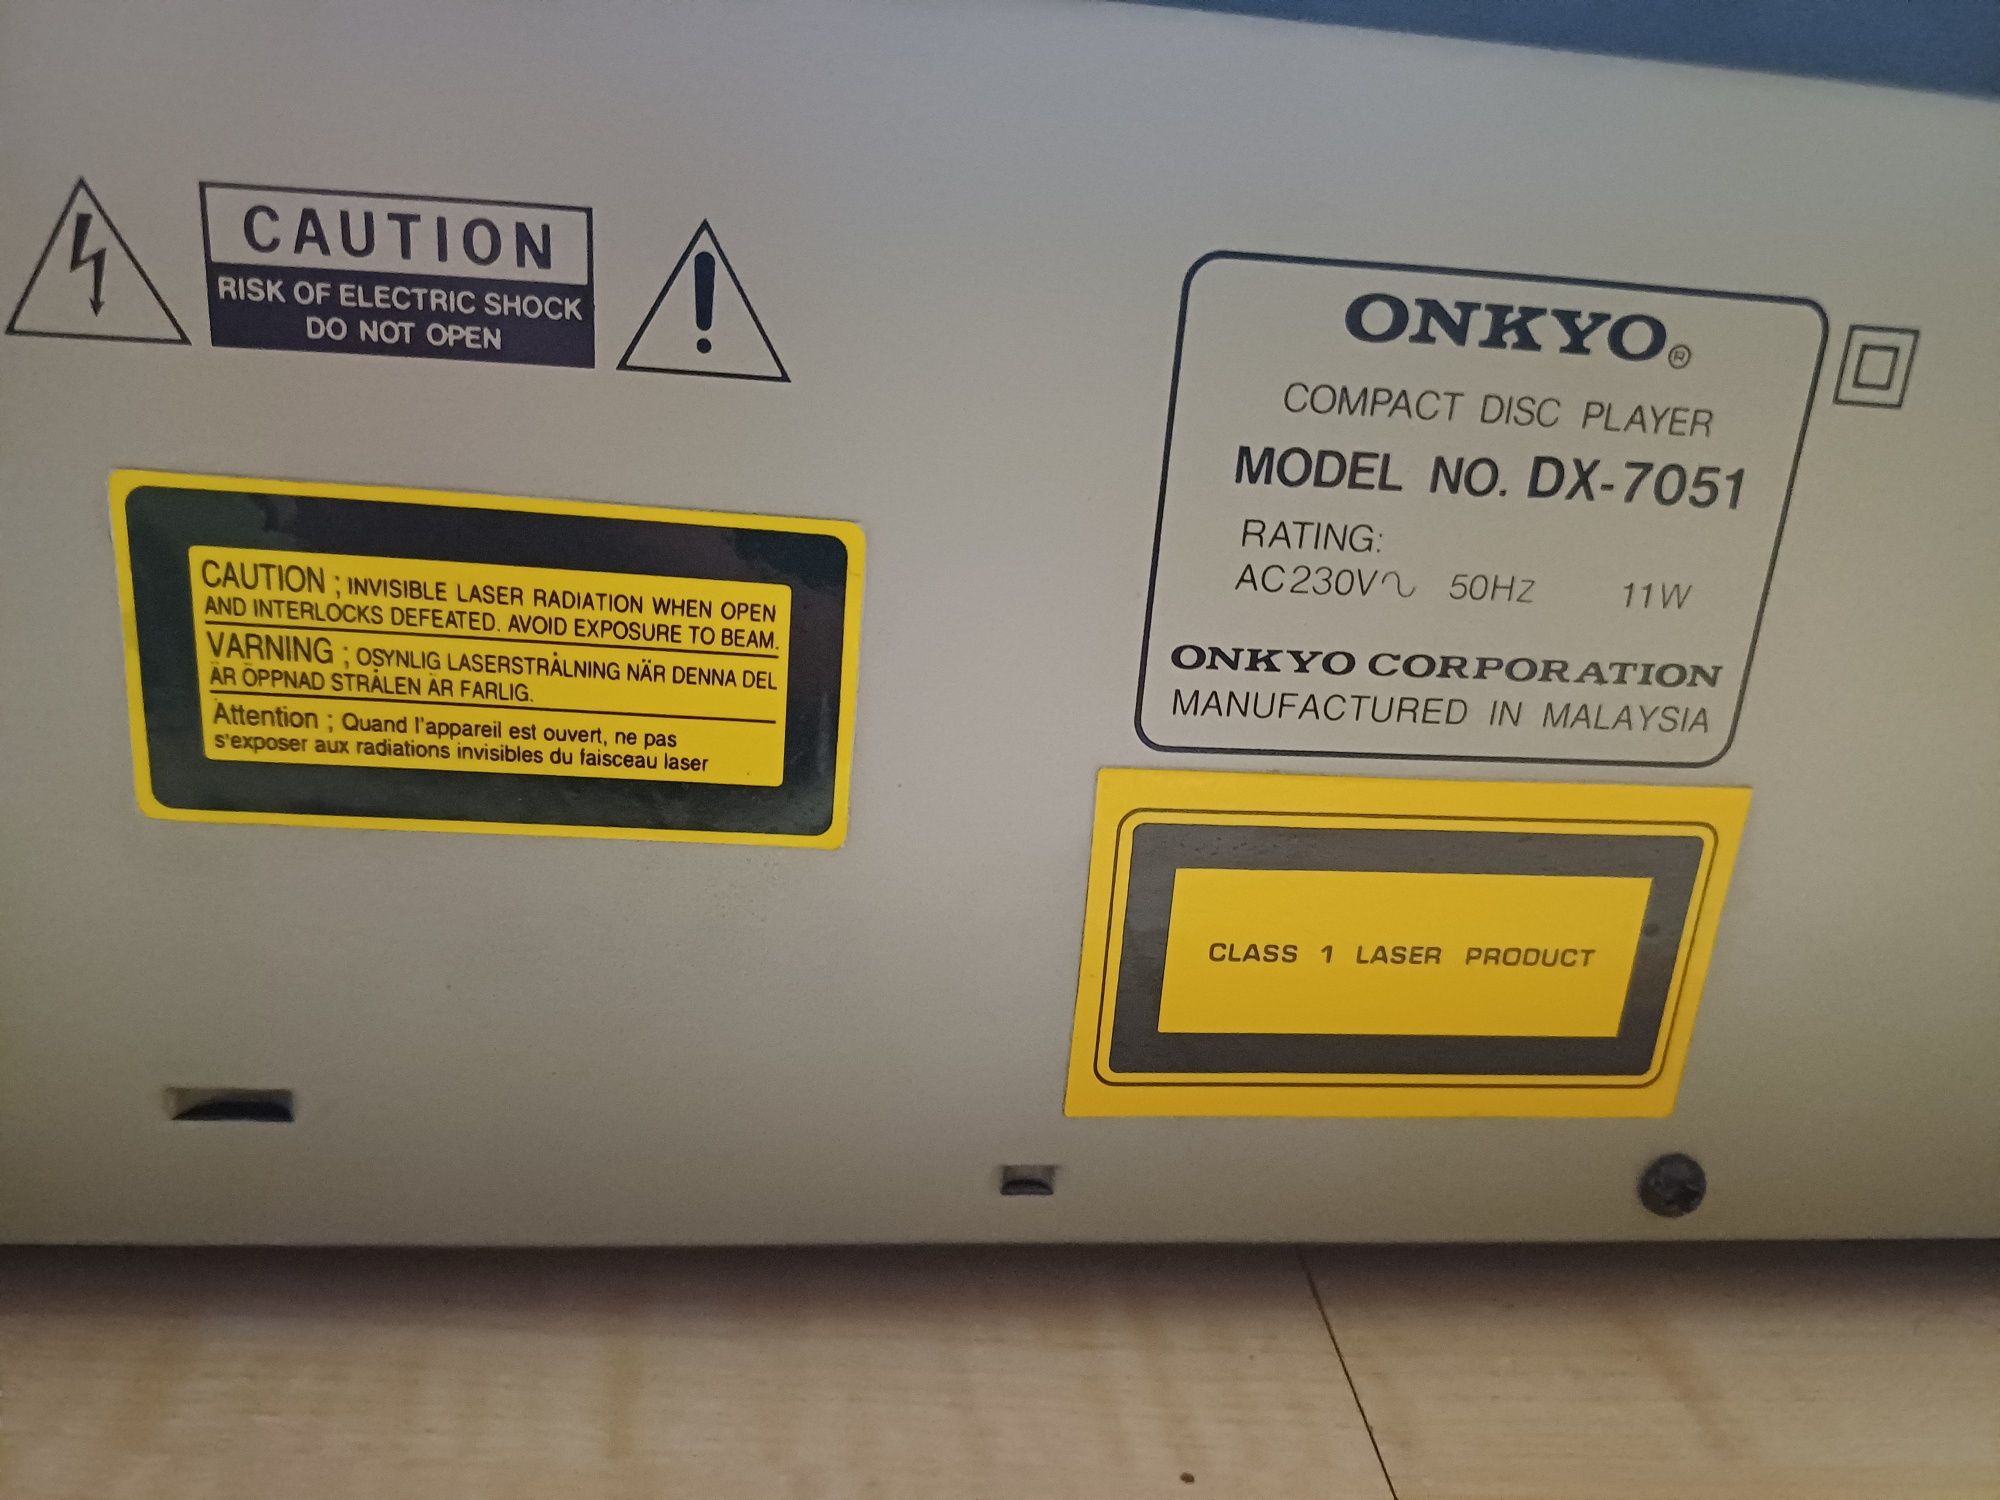 CAUTION
RISK OF ELECTRIC SHOCK
DO NOT OPEN
ONKYO®
COMPACT DISC PLAYER
MODEL NO. DX-7051
RATING:
AC230V∿ 50Hz 11W
ONKYO CORPORATION
MANUFACTURED IN MALAYSIA
CAUTION ; INVISIBLE LASER RADIATION WHEN OPEN
AND INTERLOCKS DEFEATED. AVOID EXPOSURE TO BEAM.
VARNING ; OSYNLIG LASERSTRÅLNING NÄR DENNA DEL
ÄR ÖPPNAD STRÅLEN ÄR FARLIG.
Attention ; Quand l'appareil est ouvert, ne pas
s'exposer aux radiations invisibles du faisceau laser
CLASS 1 LASER PRODUCT